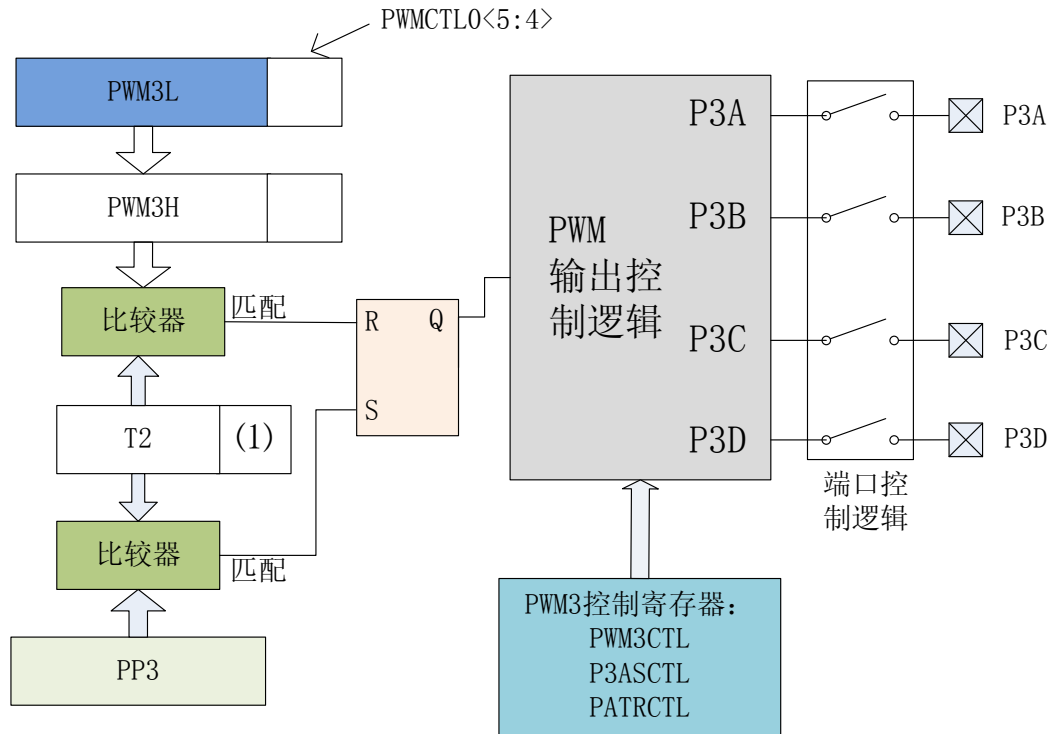 PWMCTL0<5:4>
PWM3L
PWM3H
比较器
匹配
T2
(1)
比较器
匹配
PP3
R
Q
S
PWM
输出控
制逻辑
P3A
P3B
P3C
P3D
端口控
制逻辑
P3A
P3B
P3C
P3D
PWM3控制寄存器:
PWM3CTL
P3ASCTL
PATRCTL